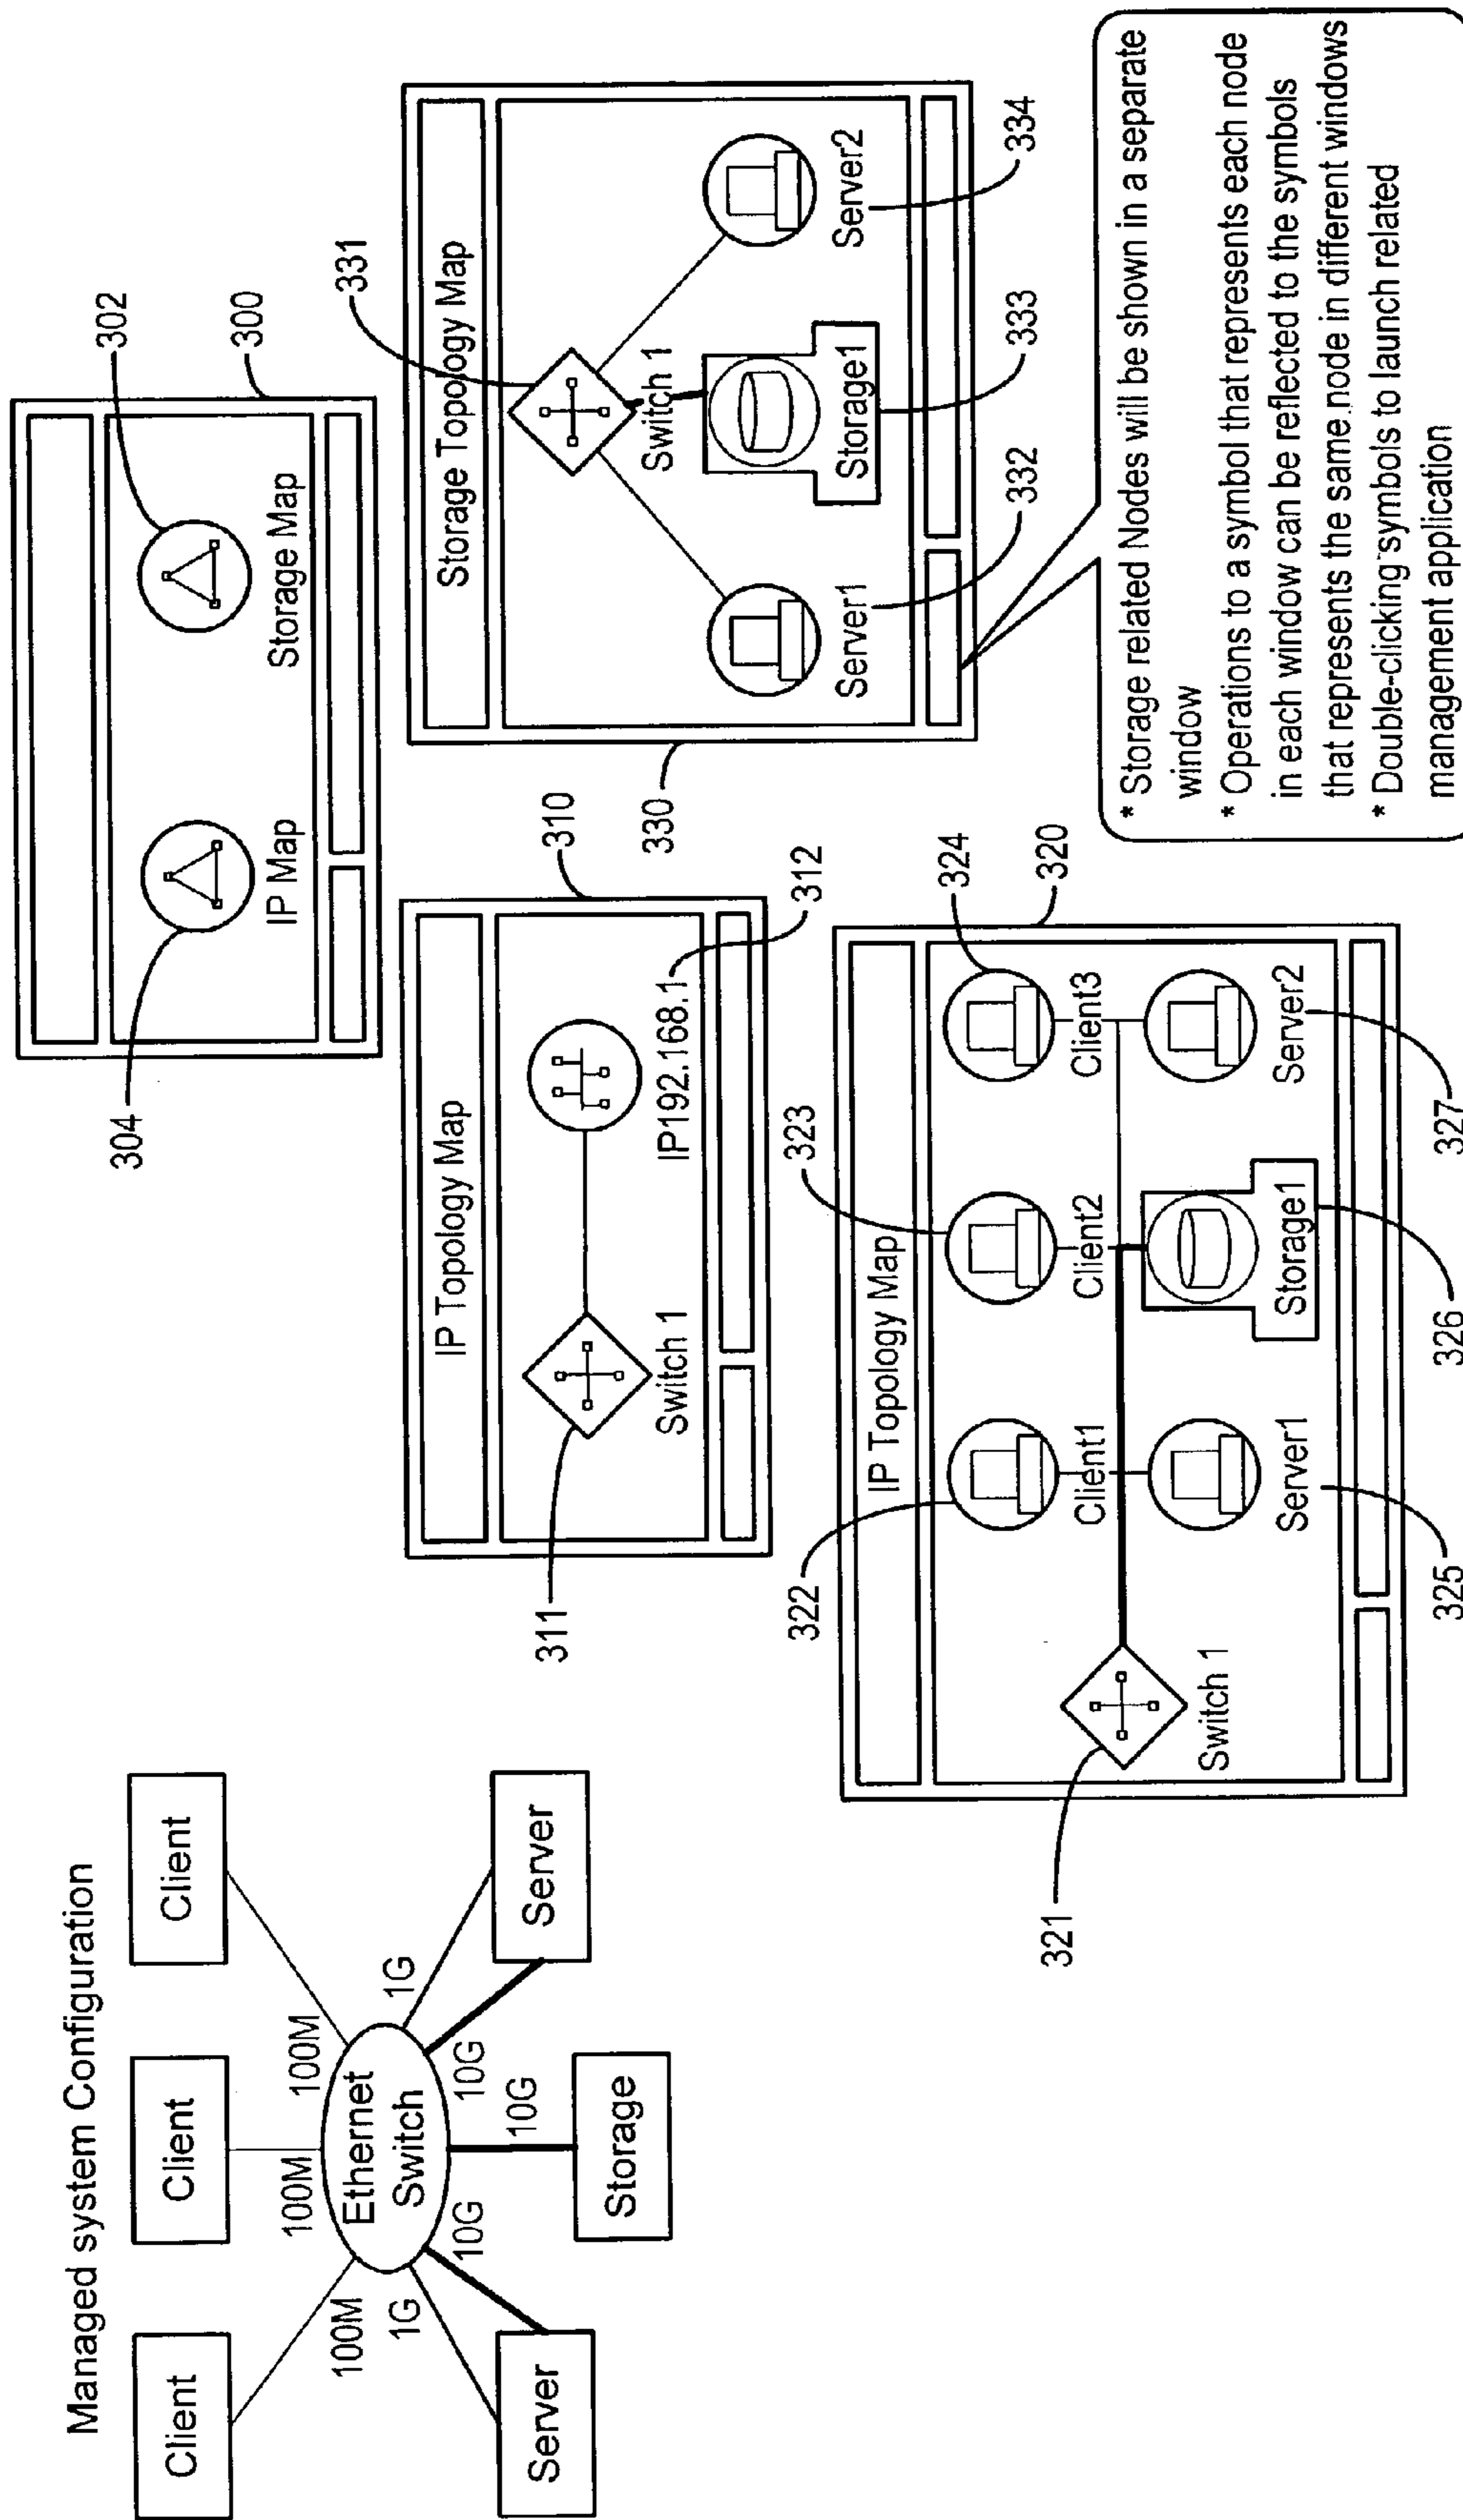 Managed system Configuration
Client
Client
Client
100M
100M
100M
Ethernet
Switch
1G
10G
10G
10G
1G
Server
Storage
Server
304
IP Map
Storage Map
302
300
IP Topology Map
311
Switch 1
IP192.168.1
310
312
Storage Topology Map
331
Switch 1
Server1
Storage1
Server2
330
332
333
334
IP Topology Map
322
323
324
320
Client1
Client2
Client3
321
Switch 1
Server1
Storage1
Server2
325
326
327
* Storage related Nodes will be shown in a separate
window
* Operations to a symbol that represents each node
in each window can be reflected to the symbols
that represents the same node in different windows
* Double-clicking symbols to launch related
management application